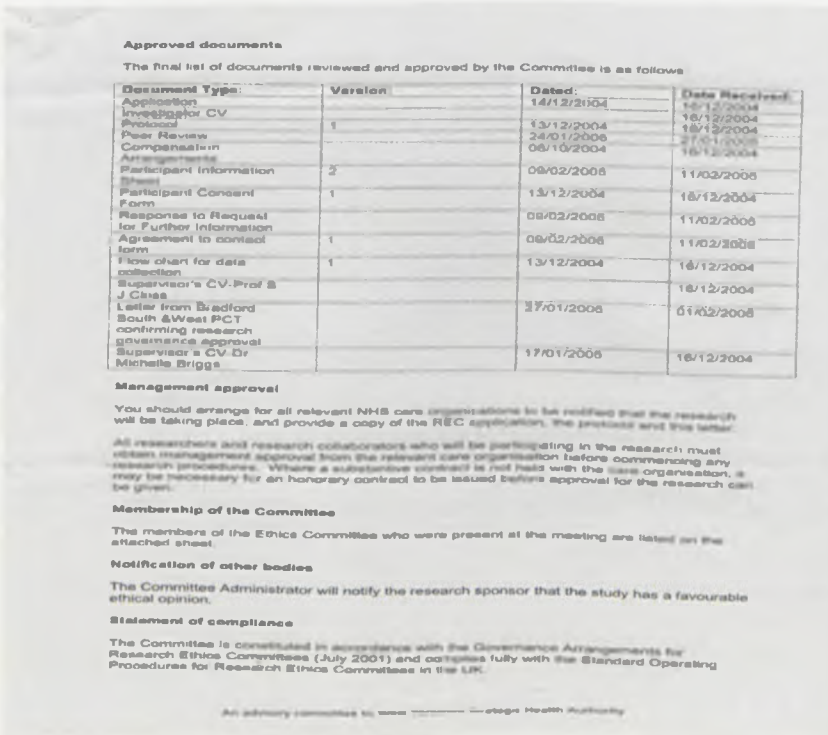 Approved documents
The final list of documents reviewed and approved by the Committee is as follows
Document Type: Version Dated: Date Received:
Application 14/12/2004 16/12/2004
Investigator CV 16/12/2004
Protocol 1 13/12/2004 16/12/2004
Peer Review 24/01/2005
Compensation 06/10/2004 16/12/2004
Arrangements
Participant Information 2 09/02/2005 11/02/2005
Sheet
Participant Consent 1 13/12/2004 16/12/2004
Form
Response to Request 09/02/2005 11/02/2005
for Further Information
Agreement to contact 1 09/02/2005 11/02/2005
form
Flow chart for data 1 13/12/2004 16/12/2004
collection
Supervisor's CV-Prof S 16/12/2004
J Closs
Letter from Bradford 27/01/2005 01/02/2005
South &West PCT
confirming research
governance approval
Supervisor's CV-Dr 17/01/2005 16/12/2004
Michelle Briggs
Management approval
You should arrange for all relevant NHS care organisations to be notified that the research
will be taking place, and provide a copy of the REC application, the protocol and this letter.
All researchers and research collaborators who will be participating in the research must
obtain management approval from the relevant care organisation before commencing any
research procedures. Where a substantive contract is not held with the care organisation, it
may be necessary for an honorary contract to be issued before approval for the research can
be given.
Membership of the Committee
The members of the Ethics Committee who were present at the meeting are listed on the
attached sheet.
Notification of other bodies
The Committee Administrator will notify the research sponsor that the study has a favourable
ethical opinion.
Statement of compliance
The Committee is constituted in accordance with the Governance Arrangements for
Research Ethics Committees (July 2001) and complies fully with the Standard Operating
Procedures for Research Ethics Committees in the UK.
An advisory committee to Health Authority